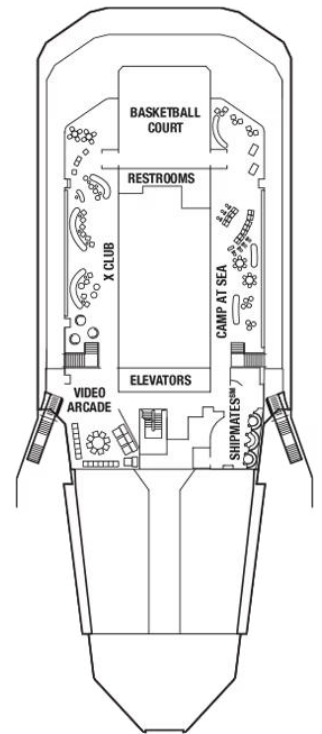 BASKETBALL
COURT
RESTROOMS
X CLUB
CAMP AT SEA
ELEVATORS
VIDEO
ARCADE
SHIPMATES℠